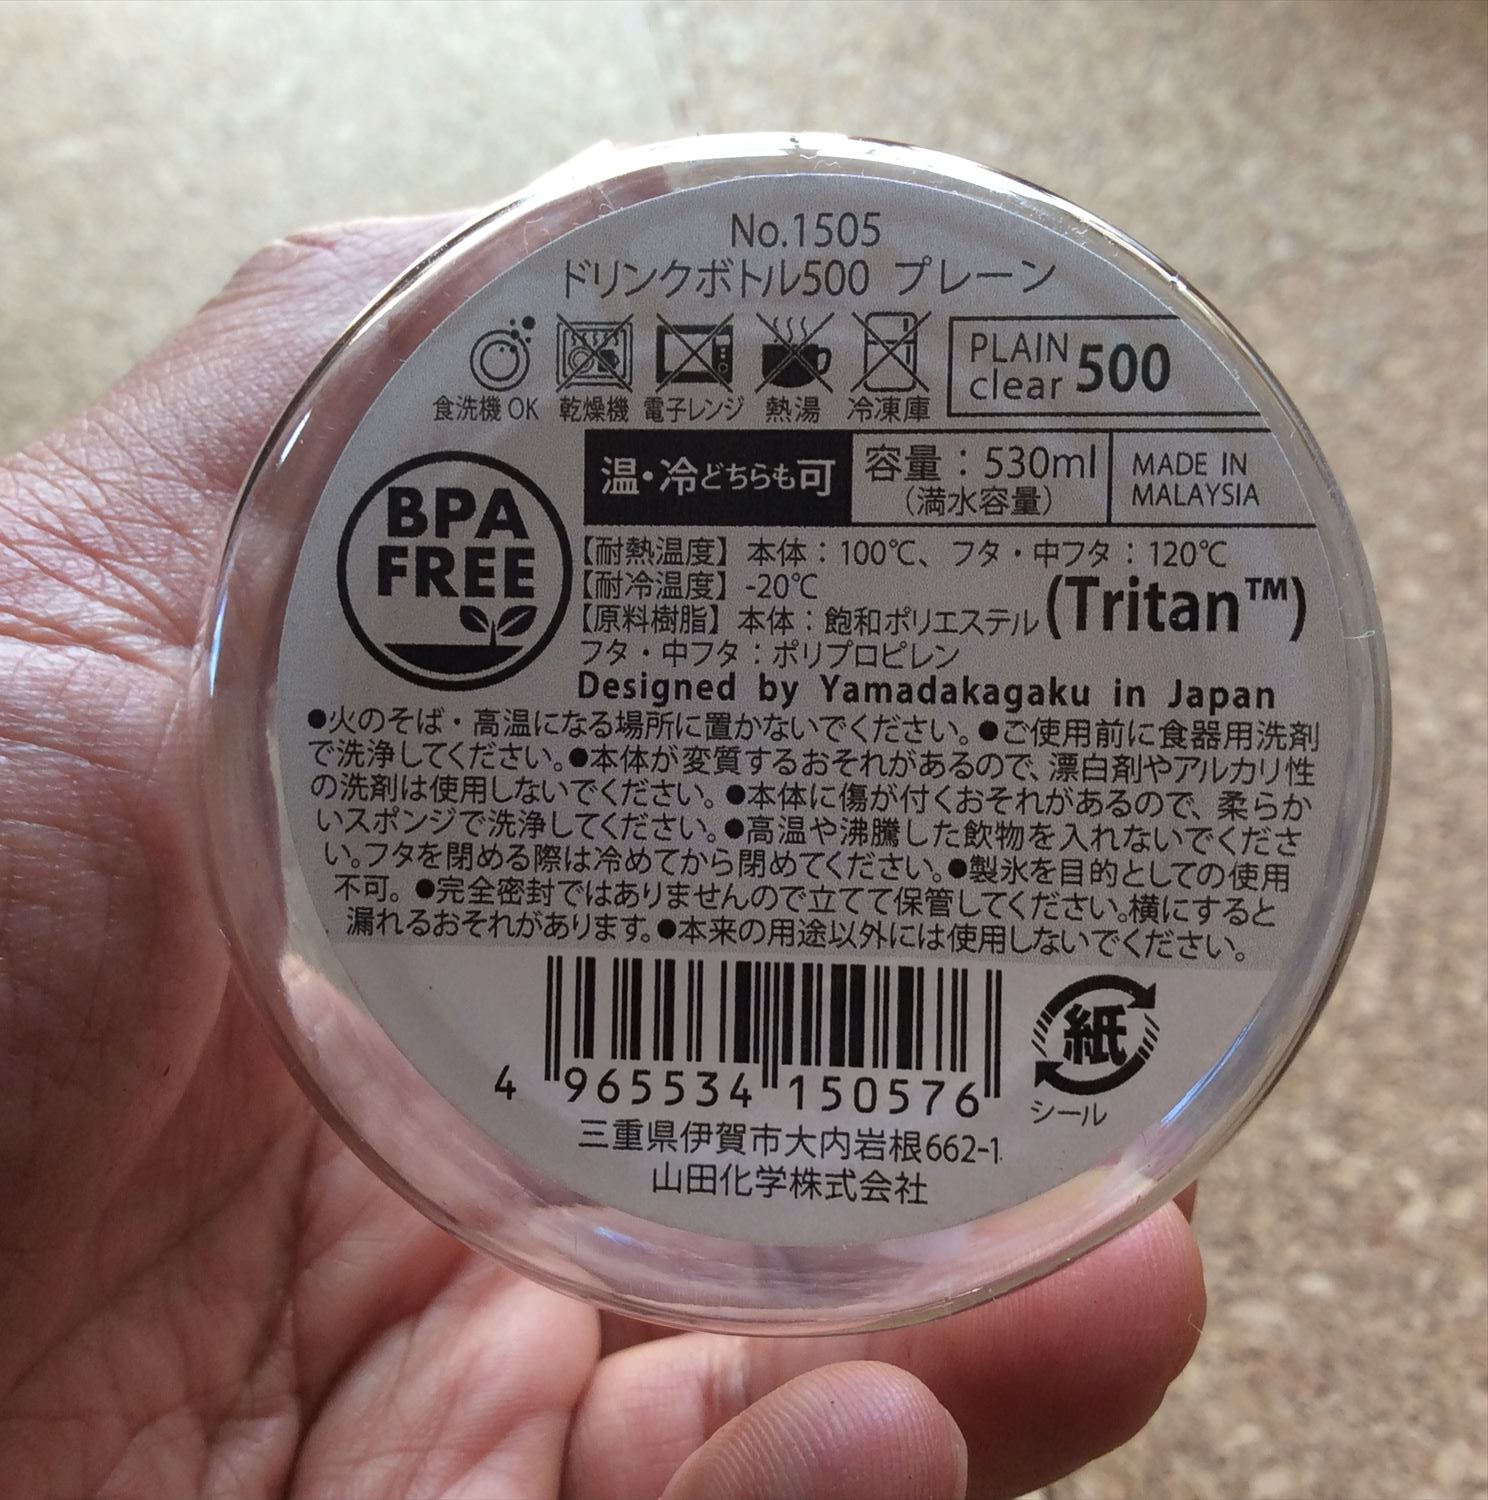 No.1505
ドリンクボトル500 プレーン
食洗機 OK 乾燥機 電子レンジ 熱湯 冷凍庫
PLAIN
clear 500
温・冷どちらも可
容量：530ml
（満水容量）
MADE IN
MALAYSIA
BPA
FREE
【耐熱温度】本体：100℃、フタ・中フタ：120℃
【耐冷温度】-20℃
【原料樹脂】本体：飽和ポリエステル(Tritan™)
フタ・中フタ：ポリプロピレン
Designed by Yamadakagaku in Japan
●火のそば・高温になる場所に置かないでください。●ご使用前に食器用洗剤
で洗浄してください。●本体が変質するおそれがあるので、漂白剤やアルカリ性
の洗剤は使用しないでください。●本体に傷が付くおそれがあるので、柔らか
いスポンジで洗浄してください。●高温や沸騰した飲物を入れないでくださ
い。フタを閉める際は冷めてから閉めてください。●製氷を目的としての使用
不可。●完全密封ではありませんので立てて保管してください。横にすると
漏れるおそれがあります。●本来の用途以外には使用しないでください。
4 965534 150576
紙
シール
三重県伊賀市大内岩根662-1
山田化学株式会社